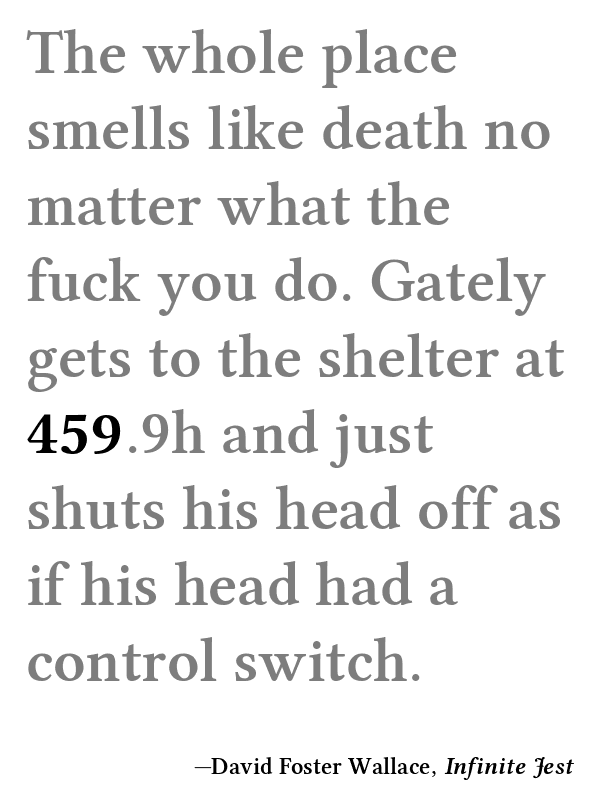 The whole place
smells like death no
matter what the
fuck you do. Gately
gets to the shelter at
459.9h and just
shuts his head off as
if his head had a
control switch.
—David Foster Wallace, Infinite Jest